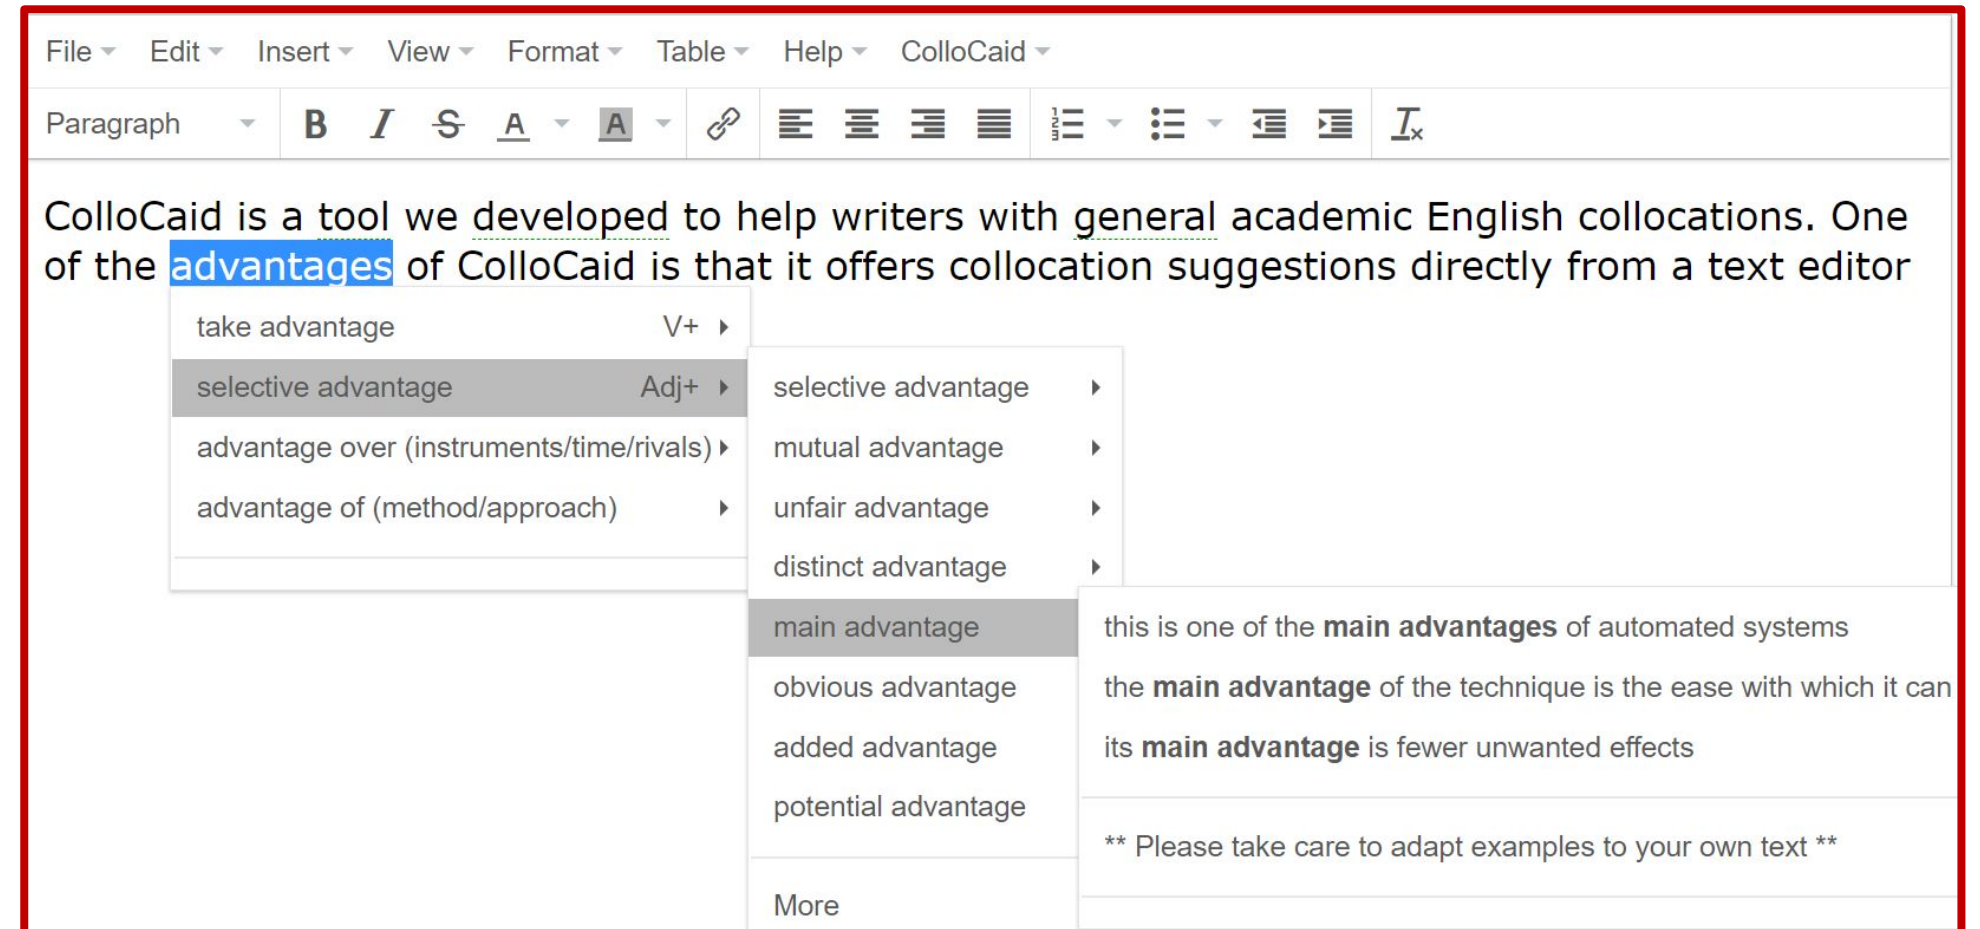 File Edit Insert View Format Table Help ColloCaid
Paragraph B I S A A
ColloCaid is a tool we developed to help writers with general academic English collocations. One
of the advantages of ColloCaid is that it offers collocation suggestions directly from a text editor
take advantage V+
selective advantage Adj+
advantage over (instruments/time/rivals)
advantage of (method/approach)
selective advantage
mutual advantage
unfair advantage
distinct advantage
main advantage
obvious advantage
added advantage
potential advantage
More
this is one of the main advantages of automated systems
the main advantage of the technique is the ease with which it can
its main advantage is fewer unwanted effects
** Please take care to adapt examples to your own text **